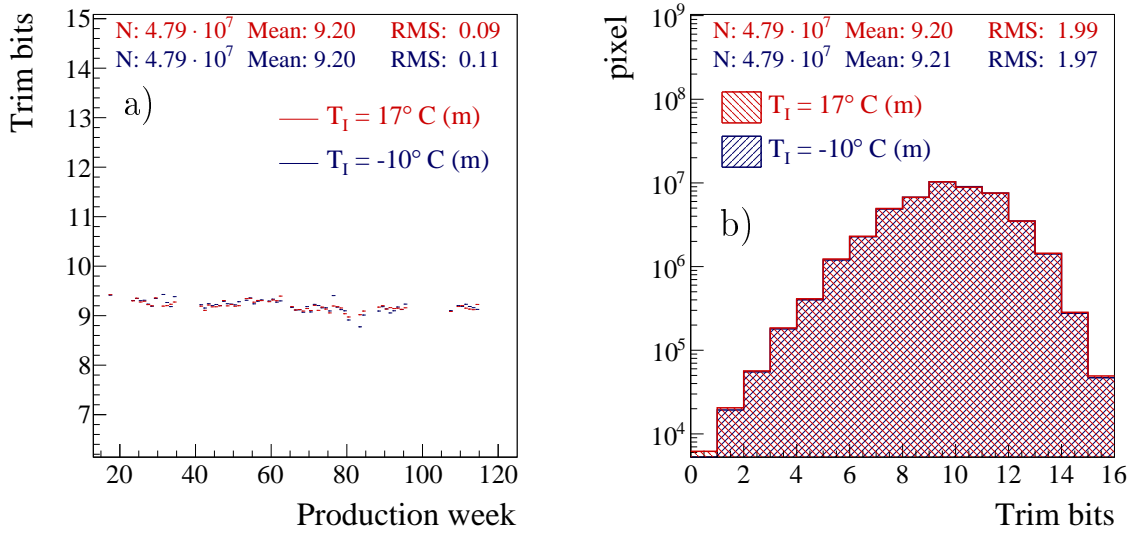 N: 4.79 · 10^7 Mean: 9.20 RMS: 0.09
N: 4.79 · 10^7 Mean: 9.20 RMS: 0.11
a)
T_I = 17° C (m)
T_I = -10° C (m)
Trim bits
15
14
13
12
11
10
9
8
7
20 40 60 80 100 120
Production week
N: 4.79 · 10^7 Mean: 9.20 RMS: 1.99
N: 4.79 · 10^7 Mean: 9.21 RMS: 1.97
T_I = 17° C (m)
T_I = -10° C (m)
b)
pixel
10^9
10^8
10^7
10^6
10^5
10^4
0 2 4 6 8 10 12 14 16
Trim bits